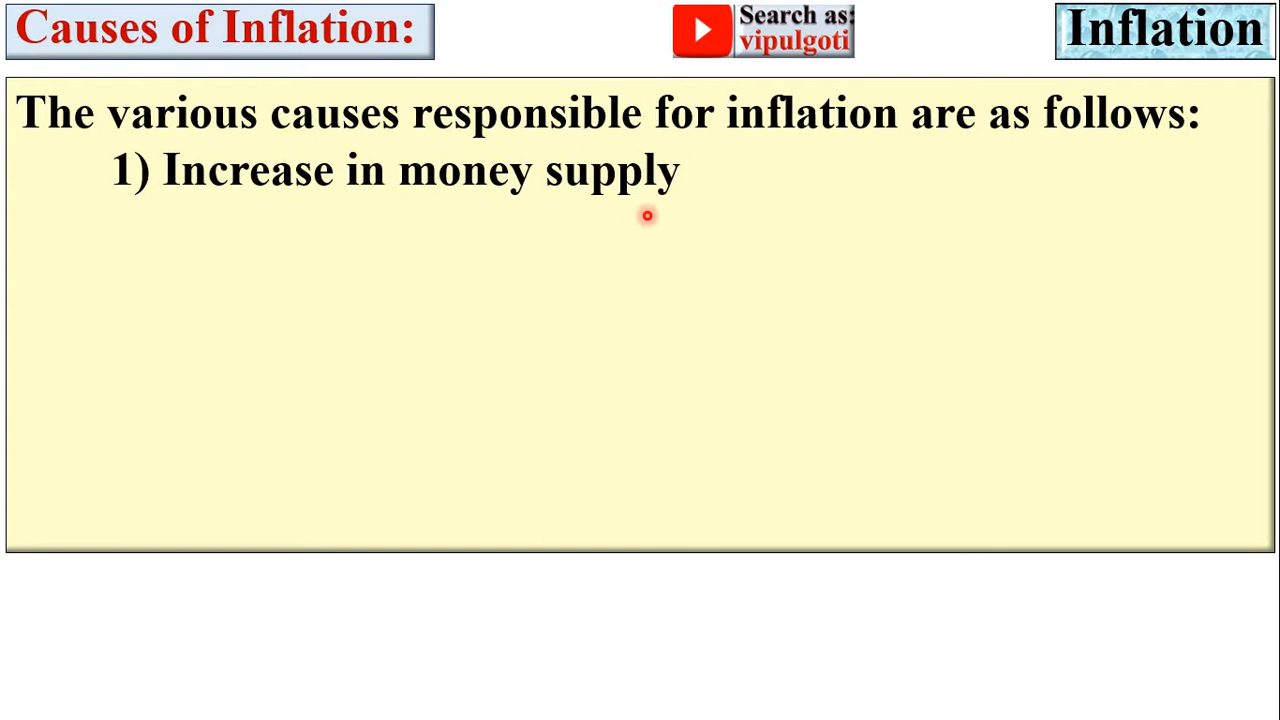 Causes of Inflation:
Search as:
vipulgoti
Inflation
The various causes responsible for inflation are as follows:
1) Increase in money supply